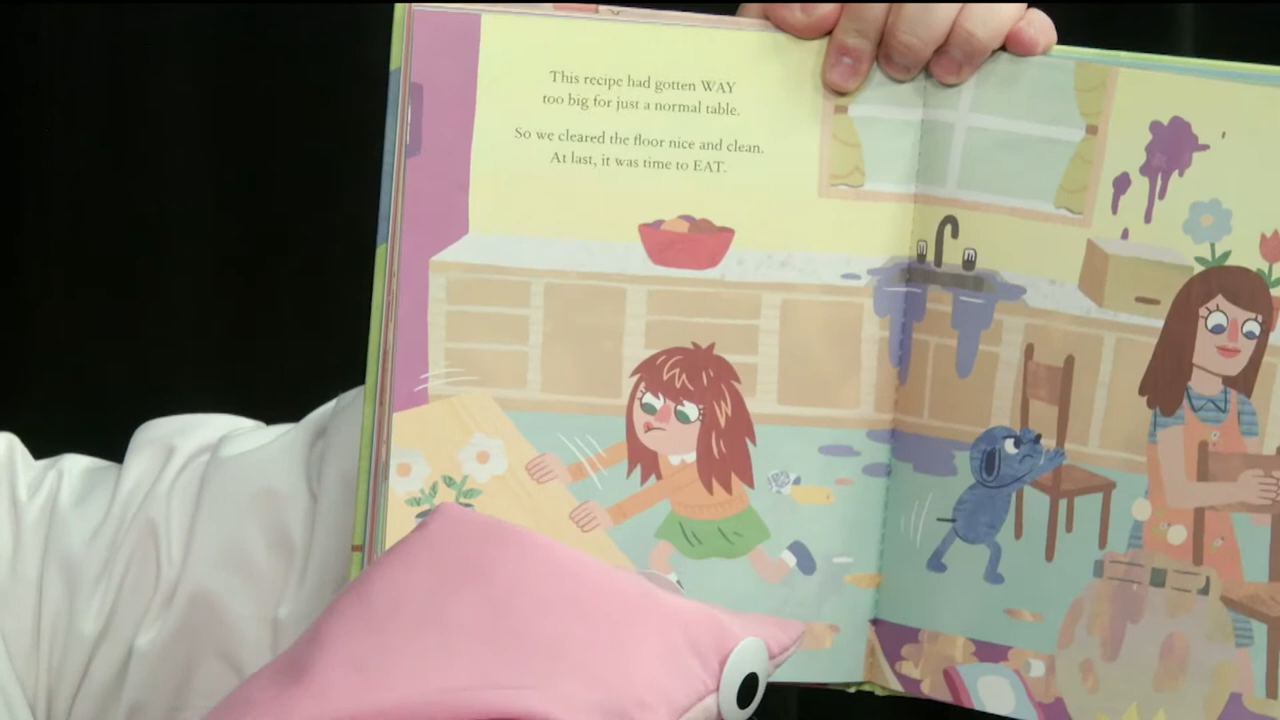 This recipe had gotten WAY
too big for just a normal table.
So we cleared the floor nice and clean.
At last, it was time to EAT.